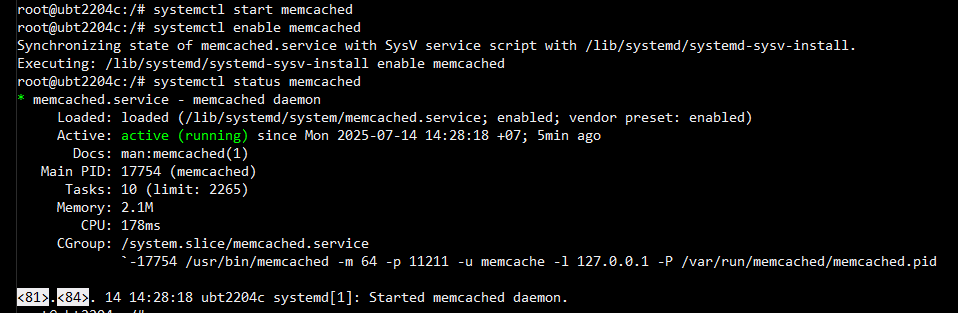 root@ubt2204c:/# systemctl start memcached
root@ubt2204c:/# systemctl enable memcached
Synchronizing state of memcached.service with SysV service script with /lib/systemd/systemd-sysv-install.
Executing: /lib/systemd/systemd-sysv-install enable memcached
root@ubt2204c:/# systemctl status memcached
* memcached.service - memcached daemon
Loaded: loaded (/lib/systemd/system/memcached.service; enabled; vendor preset: enabled)
Active: active (running) since Mon 2025-07-14 14:28:18 +07; 5min ago
Docs: man:memcached(1)
Main PID: 17754 (memcached)
Tasks: 10 (limit: 2265)
Memory: 2.1M
CPU: 178ms
CGroup: /system.slice/memcached.service
`-17754 /usr/bin/memcached -m 64 -p 11211 -u memcache -l 127.0.0.1 -P /var/run/memcached/memcached.pid
<81>.<84>. 14 14:28:18 ubt2204c systemd[1]: Started memcached daemon.